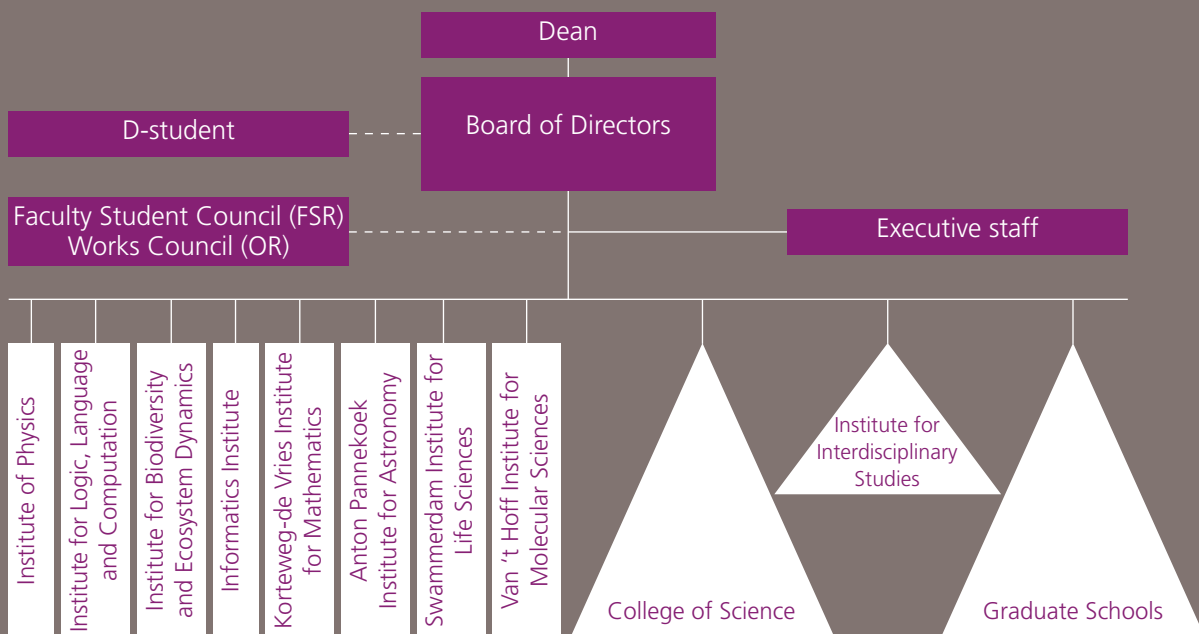 Dean
Board of Directors
D-student
Faculty Student Council (FSR)
Works Council (OR)
Executive staff
Institute of Physics
Institute for Logic, Language
and Computation
Institute for Biodiversity
and Ecosystem Dynamics
Informatics Institute
Korteweg-de Vries Institute
for Mathematics
Anton Pannekoek
Institute for Astronomy
Swammerdam Institute for
Life Sciences
Van ‘t Hoff Institute for
Molecular Sciences
College of Science
Institute for
Interdisciplinary
Studies
Graduate Schools